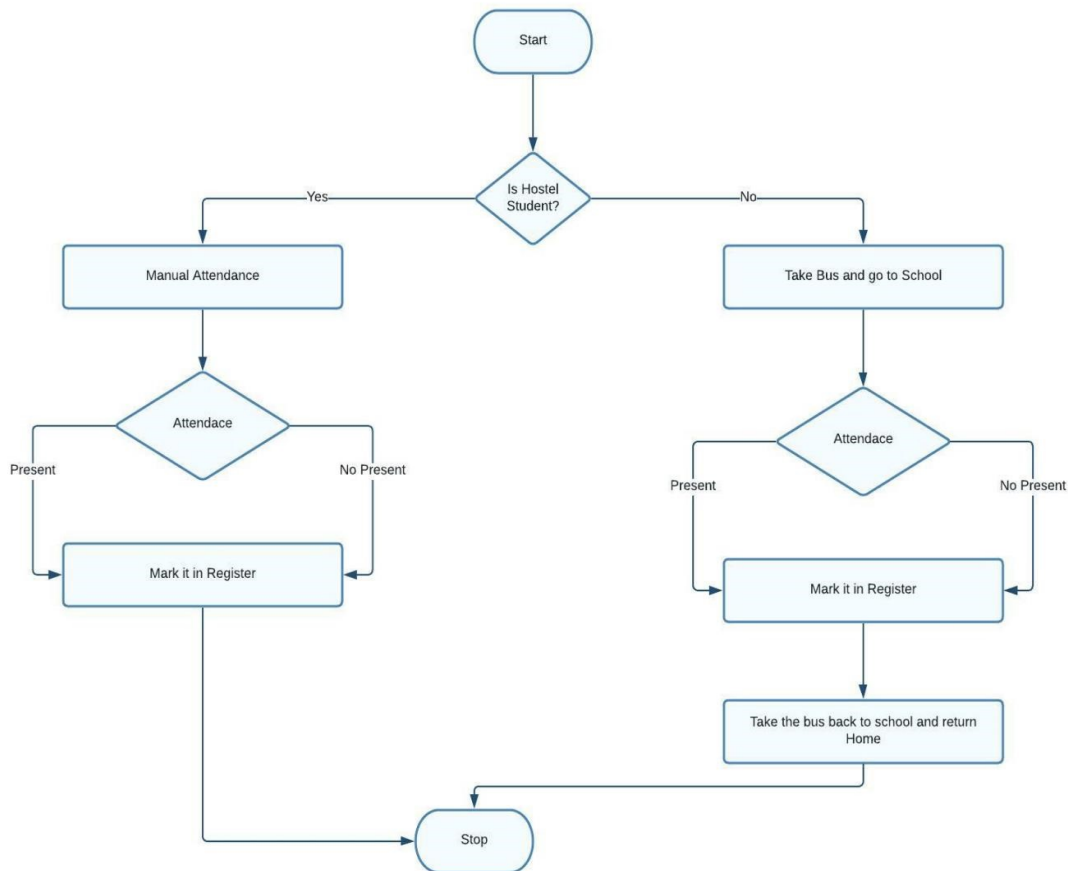 Start
Is Hostel
Student?
Yes
No
Manual Attendance
Take Bus and go to School
Attendace
Attendace
Present
No Present
Present
No Present
Mark it in Register
Mark it in Register
Take the bus back to school and return
Home
Stop